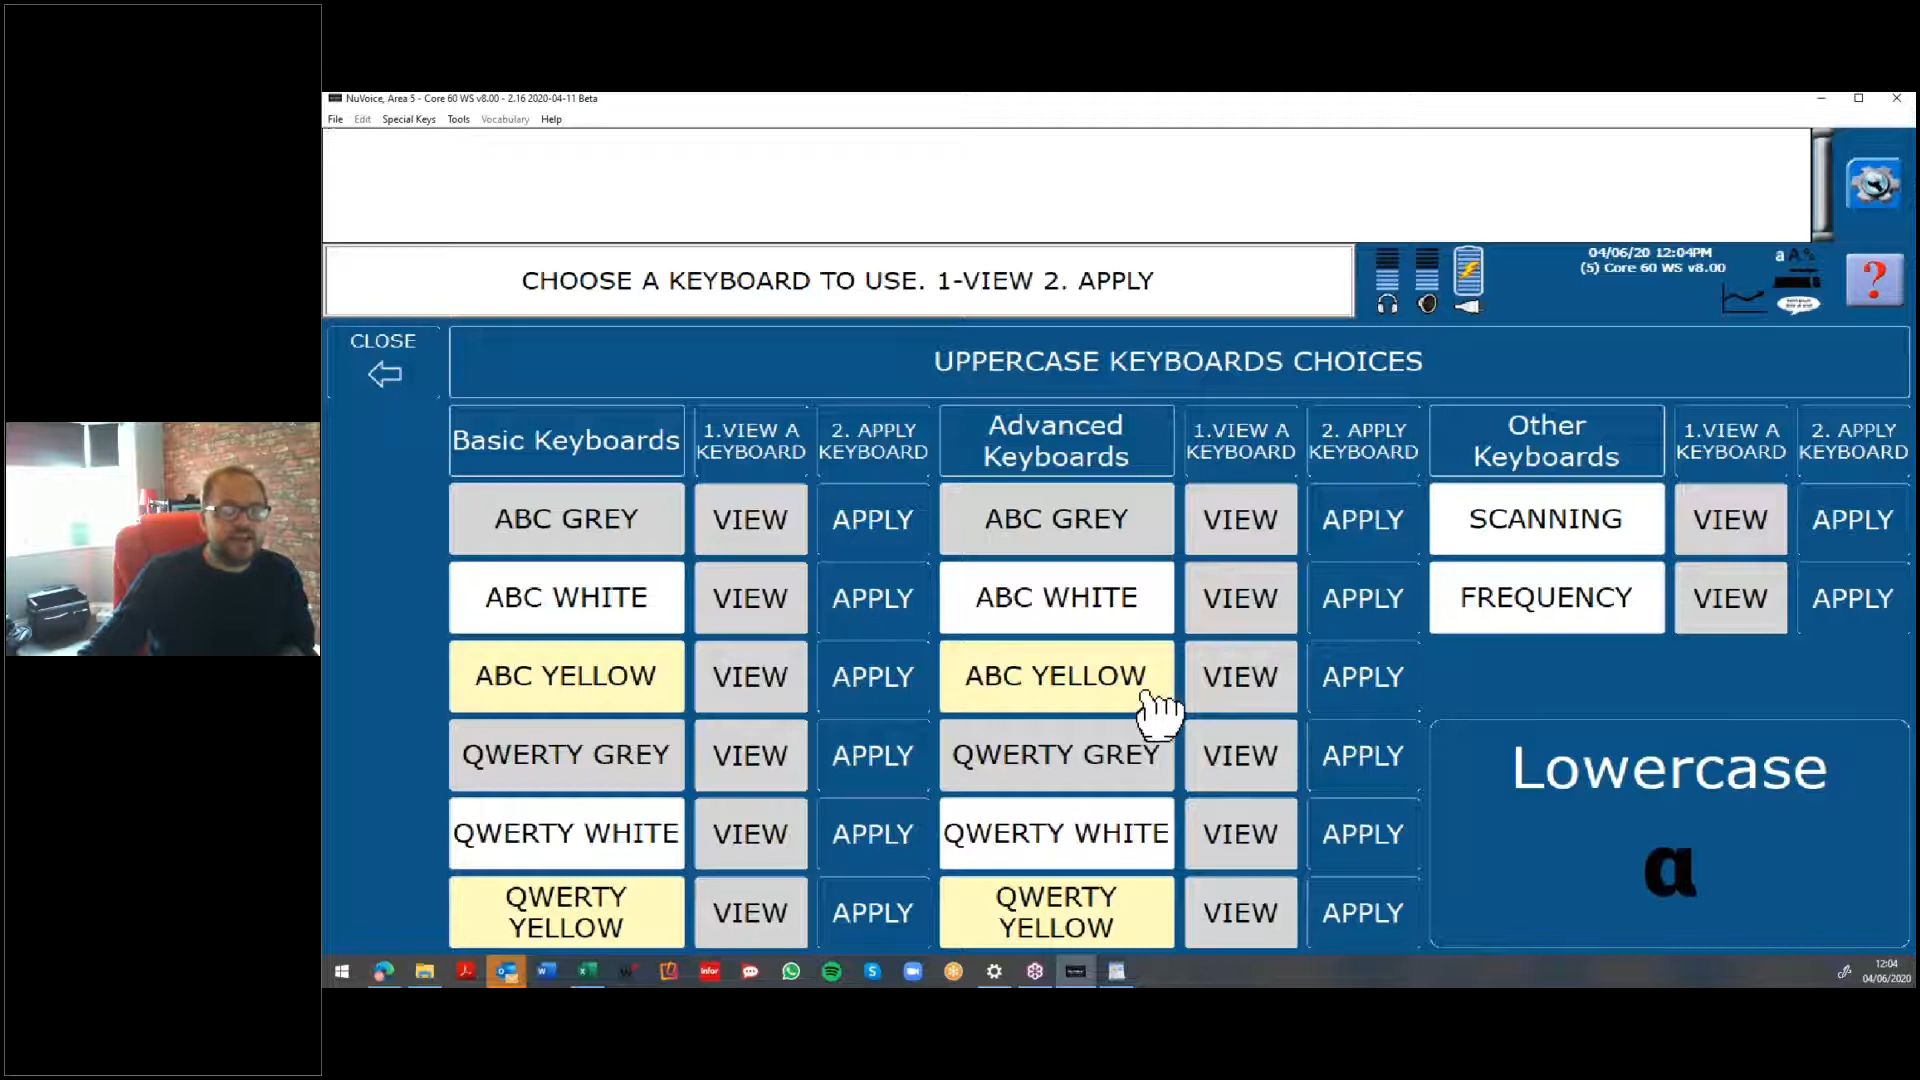 NuVoice, Area 5 - Core 60 WS v8.00 - 2.16 2020-04-11 Beta
File Edit Special Keys Tools Vocabulary Help
04/06/20 12:04PM
(5) Core 60 WS v8.00
CHOOSE A KEYBOARD TO USE. 1-VIEW 2. APPLY
CLOSE
UPPERCASE KEYBOARDS CHOICES
Basic Keyboards
1.VIEW A
KEYBOARD
2. APPLY
KEYBOARD
Advanced
Keyboards
1.VIEW A
KEYBOARD
2. APPLY
KEYBOARD
Other
Keyboards
1.VIEW A
KEYBOARD
2. APPLY
KEYBOARD
ABC GREY VIEW APPLY ABC GREY VIEW APPLY SCANNING VIEW APPLY
ABC WHITE VIEW APPLY ABC WHITE VIEW APPLY FREQUENCY VIEW APPLY
ABC YELLOW VIEW APPLY ABC YELLOW VIEW APPLY
QWERTY GREY VIEW APPLY QWERTY GREY VIEW APPLY
Lowercase
α
QWERTY WHITE VIEW APPLY QWERTY WHITE VIEW APPLY
QWERTY
YELLOW
VIEW APPLY
QWERTY
YELLOW
VIEW APPLY
12:04
04/06/2020